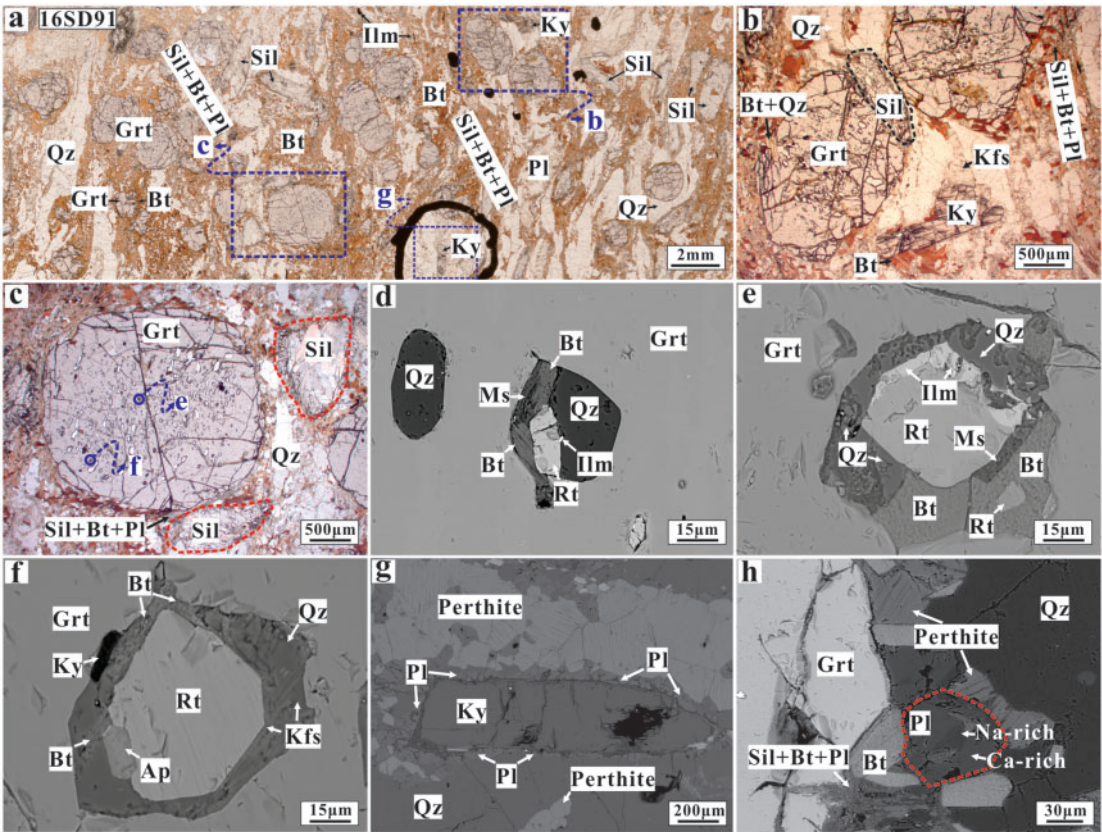 a
16SD91
Ilm
Ky
Sil
Sil+Bt+Pl
Sil
Bt
b
Sil
Grt
c
Bt
Sil+Bt+Pl
Qz
Pl
g
Grt
Bt
Qz
Ky
2mm
b
Qz
Sil+Bt+Pl
Bt+Qz
Sil
Grt
Kfs
Ky
Bt
500μm
c
Grt
Sil
e
f
Qz
Sil+Bt+Pl
Sil
500μm
d
Bt
Grt
Qz
Ms
Qz
Bt
Ilm
Rt
15μm
e
Qz
Grt
Ilm
Rt
Ms
Qz
Bt
Bt
Rt
15μm
f
Bt
Grt
Qz
Ky
Rt
Kfs
Bt
Ap
15μm
g
Perthite
Pl
Pl
Ky
Pl
Perthite
Qz
200μm
h
Qz
Perthite
Grt
Pl
Na-rich
Sil+Bt+Pl
Bt
Ca-rich
30μm